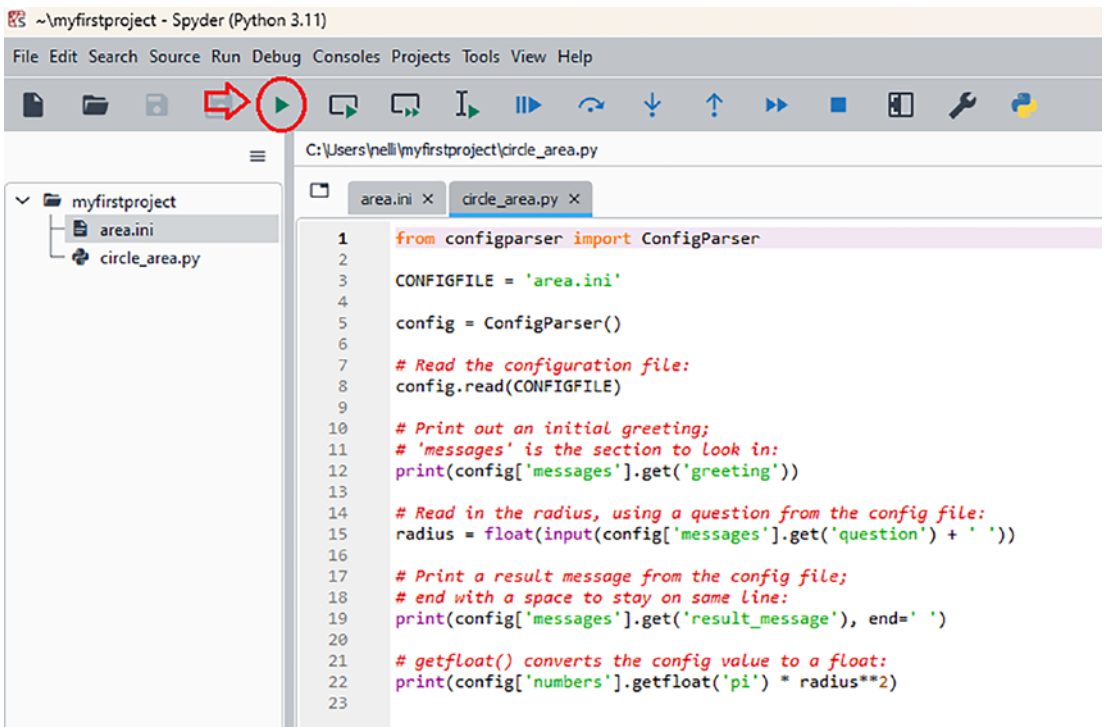 ~\myfirstproject - Spyder (Python 3.11)
File Edit Search Source Run Debug Consoles Projects Tools View Help
C:\Users\nelli\myfirstproject\circle_area.py
myfirstproject
area.ini
circle_area.py
area.ini
circle_area.py
1 from configparser import ConfigParser
2
3 CONFIGFILE = 'area.ini'
4
5 config = ConfigParser()
6
7 # Read the configuration file:
8 config.read(CONFIGFILE)
9
10 # Print out an initial greeting;
11 # 'messages' is the section to look in:
12 print(config['messages'].get('greeting'))
13
14 # Read in the radius, using a question from the config file:
15 radius = float(input(config['messages'].get('question') + ' '))
16
17 # Print a result message from the config file;
18 # end with a space to stay on same line:
19 print(config['messages'].get('result_message'), end=' ')
20
21 # getfloat() converts the config value to a float:
22 print(config['numbers'].getfloat('pi') * radius**2)
23